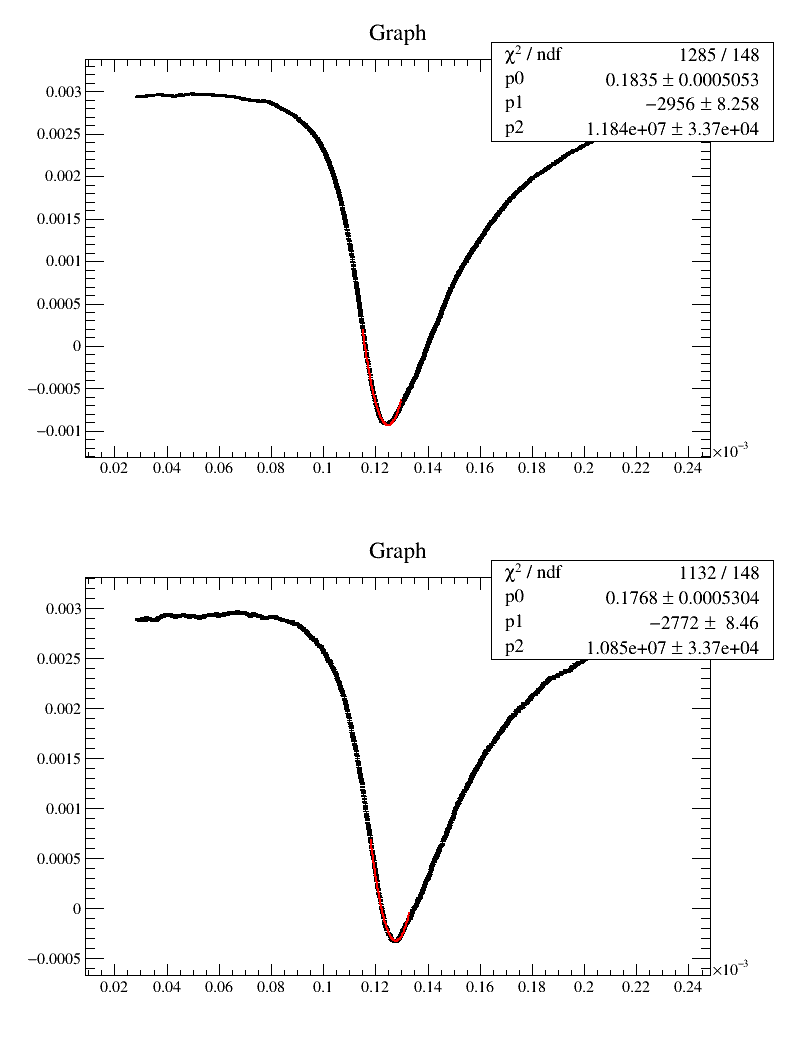 Graph
χ² / ndf 1285 / 148
p0 0.1835 ± 0.0005053
p1 −2956 ± 8.258
p2 1.184e+07 ± 3.37e+04
0.003
0.0025
0.002
0.0015
0.001
0.0005
0
−0.0005
−0.001
0.02 0.04 0.06 0.08 0.1 0.12 0.14 0.16 0.18 0.2 0.22 0.24
×10⁻³
Graph
χ² / ndf 1132 / 148
p0 0.1768 ± 0.0005304
p1 −2772 ± 8.46
p2 1.085e+07 ± 3.37e+04
0.003
0.0025
0.002
0.0015
0.001
0.0005
0
−0.0005
0.02 0.04 0.06 0.08 0.1 0.12 0.14 0.16 0.18 0.2 0.22 0.24
×10⁻³